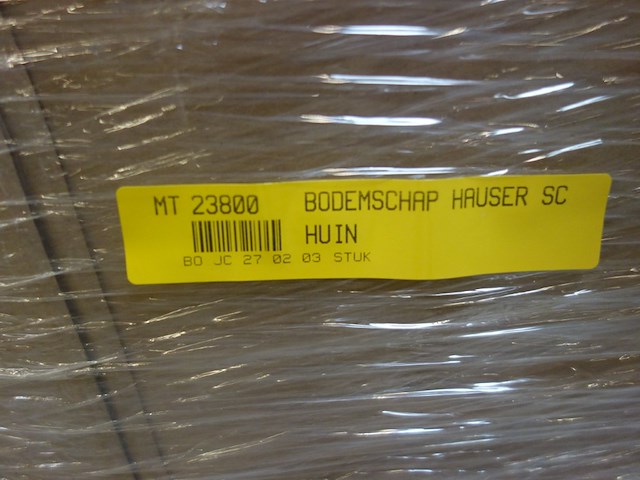 MT 23800 BODEMSCHAP HAUSER SC
HUIN
BO JC 27 02 03 STUK